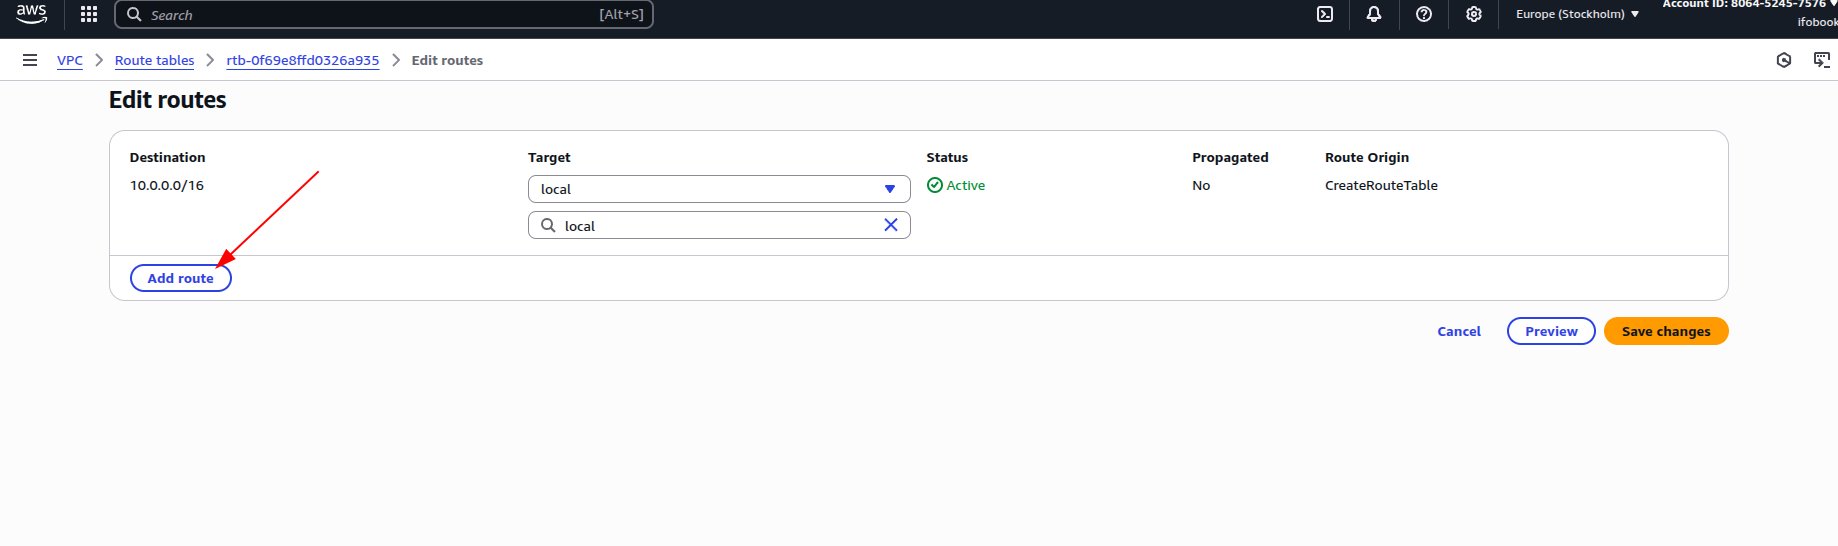 aws
Search [Alt+S]
Europe (Stockholm)
Account ID: 8064-5245-7576
ifobook
VPC > Route tables > rtb-0f69e8ffd0326a935 > Edit routes
Edit routes
Destination Target Status Propagated Route Origin
10.0.0.0/16 local Active No CreateRouteTable
local
Add route
Cancel Preview Save changes